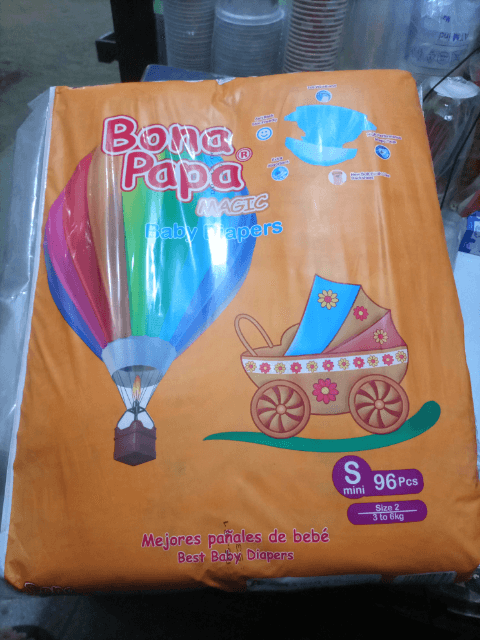 Bona
Papa®
MAGIC
Baby Diapers
S
mini
96 Pcs
Size 2
3 to 6kg
Mejores pañales de bebé
Best Baby Diapers